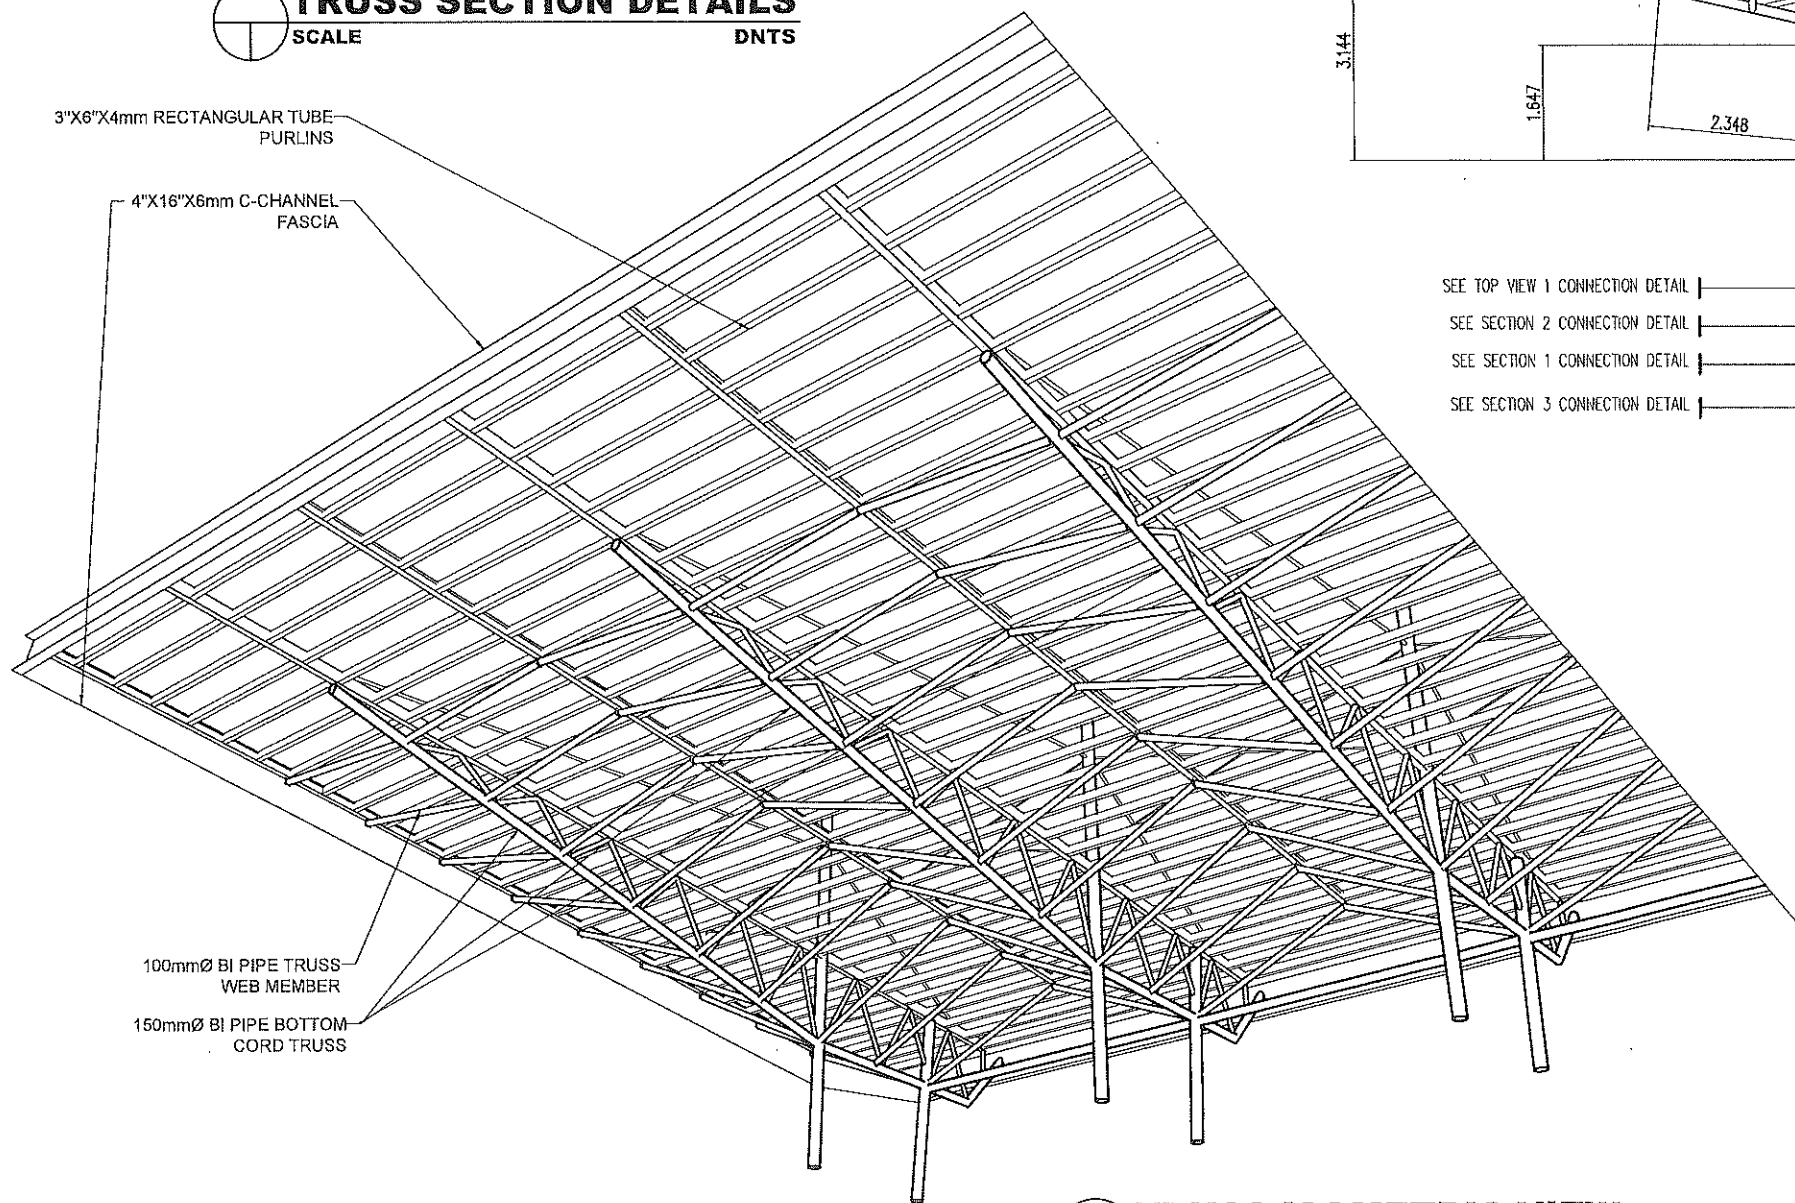 TRUSS SECTION DETAILS
SCALE DNTS
3"X6"X4mm RECTANGULAR TUBE
PURLINS
4"X16"X6mm C-CHANNEL
FASCIA
3.144
1.647
2.348
SEE TOP VIEW 1 CONNECTION DETAIL
SEE SECTION 2 CONNECTION DETAIL
SEE SECTION 1 CONNECTION DETAIL
SEE SECTION 3 CONNECTION DETAIL
100mmØ BI PIPE TRUSS
WEB MEMBER
150mmØ BI PIPE BOTTOM
CORD TRUSS